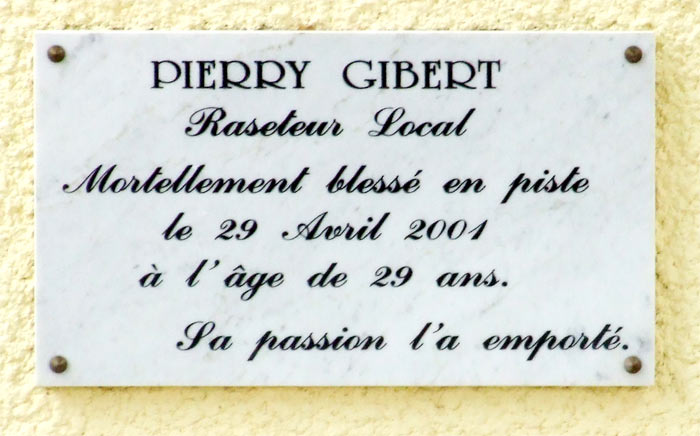 PIERRY GIBERT
Raseteur Local
Mortellement blessé en piste
le 29 Avril 2001
à l'âge de 29 ans.
Sa passion l'a emporté.